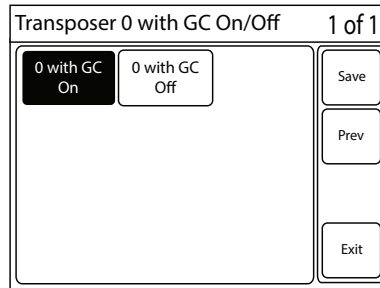 Transposer 0 with GC On/Off 1 of 1
0 with GC
On
0 with GC
Off
Save
Prev
Exit